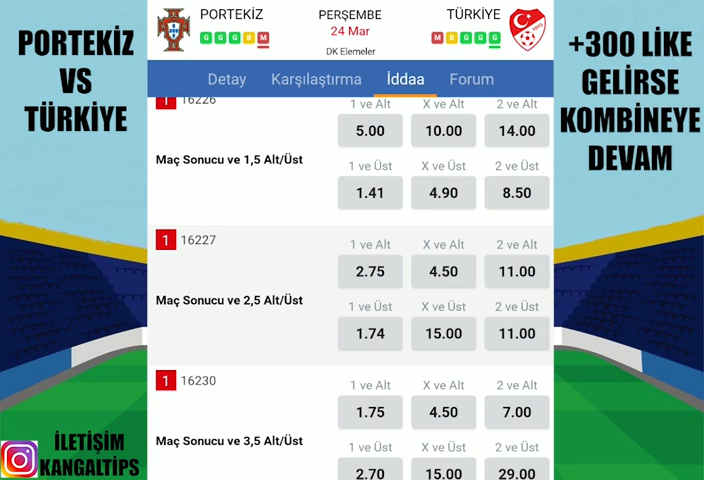 PORTEKİZ
VS
TÜRKİYE
PORTEKİZ
G G G B M
PERŞEMBE
24 Mar
DK Elemeler
TÜRKİYE
M B G G G
Detay Karşılaştırma İddaa Forum
1 16226
1 ve Alt X ve Alt 2 ve Alt
5.00 10.00 14.00
Maç Sonucu ve 1,5 Alt/Üst
1 ve Üst X ve Üst 2 ve Üst
1.41 4.90 8.50
1 16227
1 ve Alt X ve Alt 2 ve Alt
2.75 4.50 11.00
Maç Sonucu ve 2,5 Alt/Üst
1 ve Üst X ve Üst 2 ve Üst
1.74 15.00 11.00
1 16230
1 ve Alt X ve Alt 2 ve Alt
1.75 4.50 7.00
Maç Sonucu ve 3,5 Alt/Üst
1 ve Üst X ve Üst 2 ve Üst
2.70 15.00 29.00
+300 LİKE
GELİRSE
KOMBİNEYE
DEVAM
İLETİŞİM
KANGALTİPS